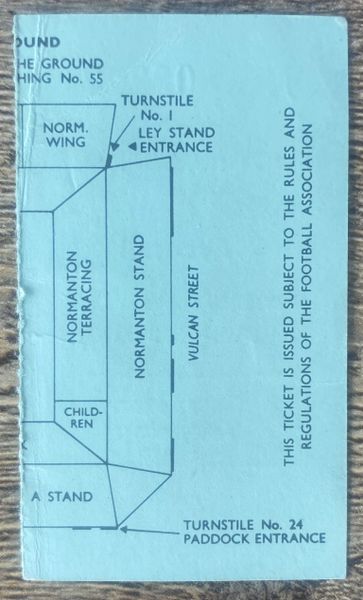 OUND
HE GROUND
HING No. 55
TURNSTILE
No. 1
LEY STAND
ENTRANCE
NORM.
WING
NORMANTON
TERRACING
NORMANTON STAND
VULCAN STREET
CHILD-
REN
A STAND
TURNSTILE No. 24
PADDOCK ENTRANCE
THIS TICKET IS ISSUED SUBJECT TO THE RULES AND
REGULATIONS OF THE FOOTBALL ASSOCIATION